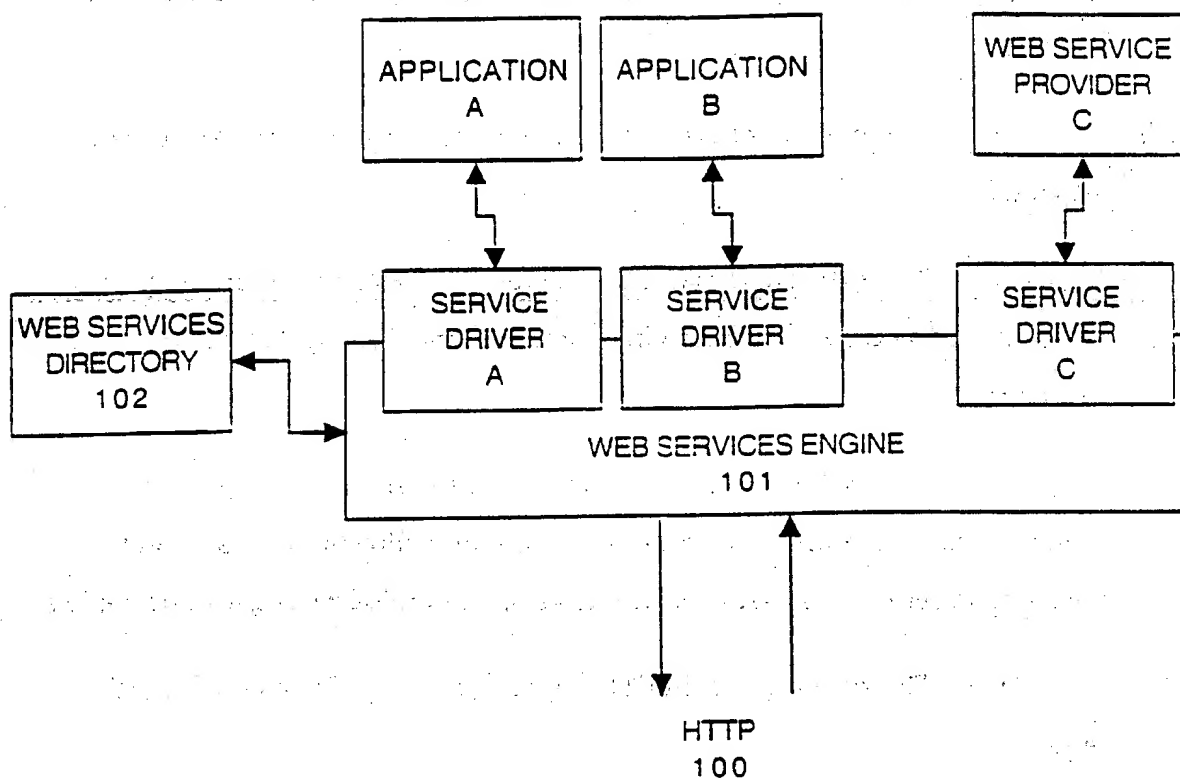 APPLICATION
A
APPLICATION
B
WEB SERVICE
PROVIDER
C
WEB SERVICES
DIRECTORY
102
SERVICE
DRIVER
A
SERVICE
DRIVER
B
SERVICE
DRIVER
C
WEB SERVICES ENGINE
101
HTTP
100